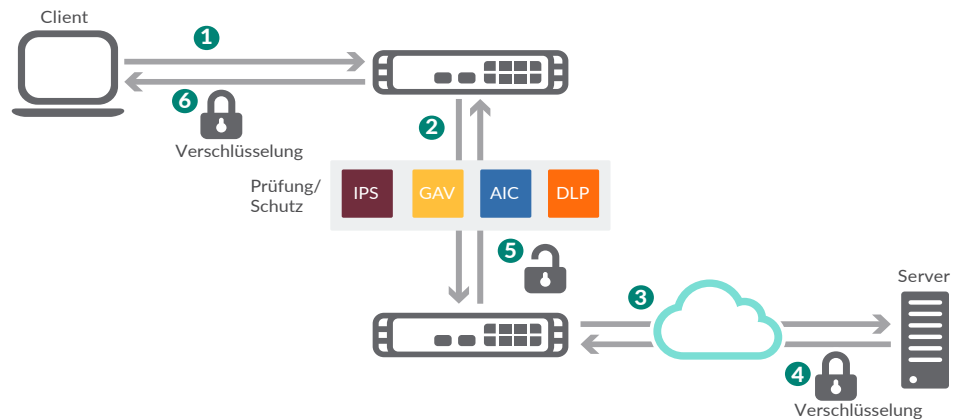 Client
1
6
2
Verschlüsselung
Prüfung/
Schutz
IPS
GAV
AIC
DLP
5
3
Server
4
Verschlüsselung